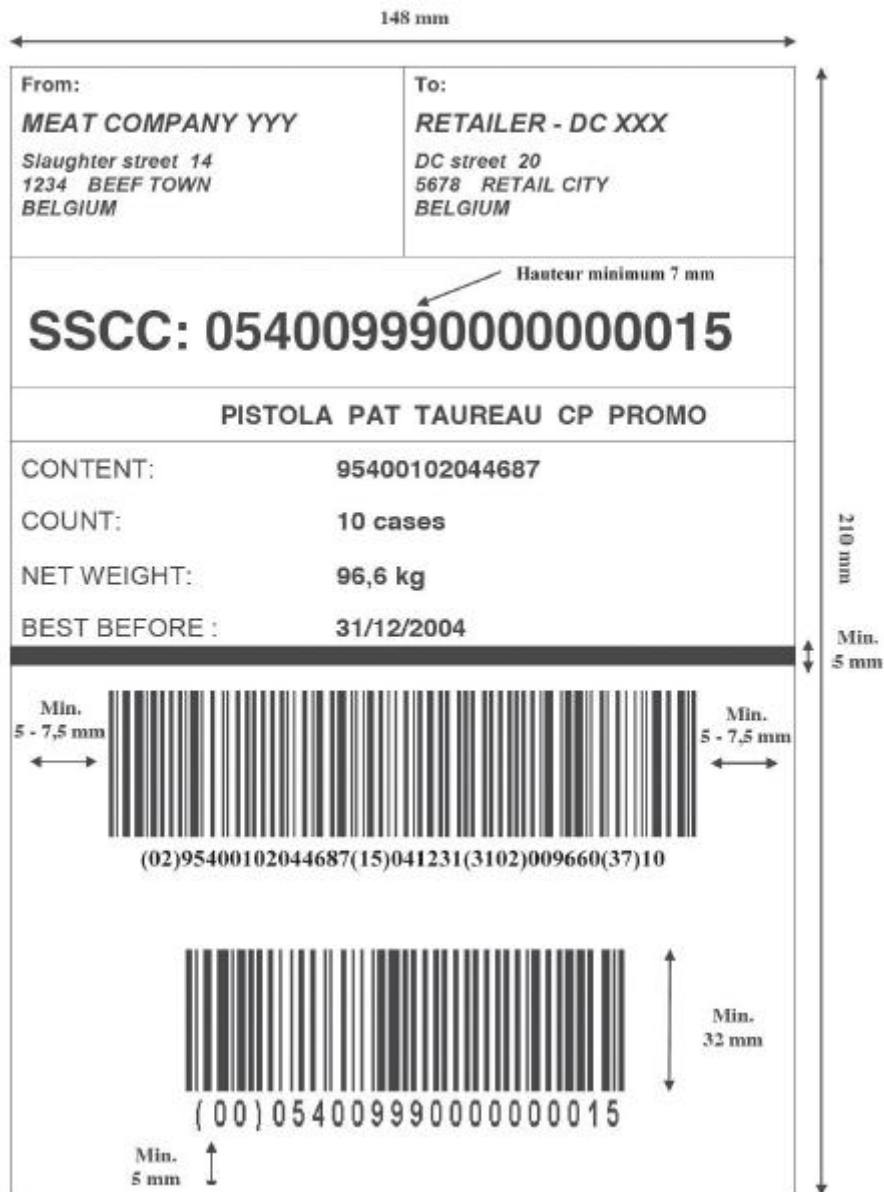 148 mm
From:
To:
MEAT COMPANY YYY
RETAILER - DC XXX
Slaughter street 14
1234 BEEF TOWN
BELGIUM
DC street 20
5678 RETAIL CITY
BELGIUM
Hauteur minimum 7 mm
SSCC: 054009990000000015
PISTOLA PAT TAUREAU CP PROMO
CONTENT: 95400102044687
COUNT: 10 cases
NET WEIGHT: 96,6 kg
BEST BEFORE : 31/12/2004
210 mm
Min.
5 mm
Min.
5 - 7,5 mm
Min.
5 - 7,5 mm
(02)95400102044687(15)041231(3102)009660(37)10
Min.
32 mm
(00)054009990000000015
Min.
5 mm